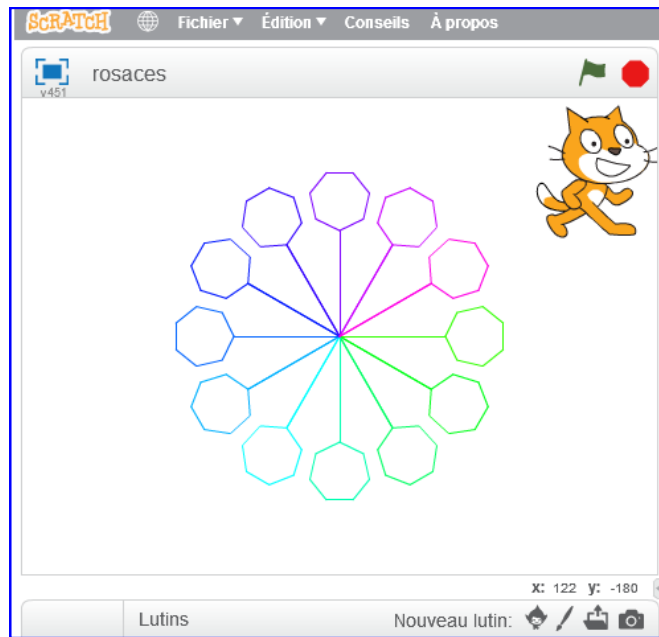 SCRATCH Fichier▼ Édition▼ Conseils À propos
rosaces
v451
x: 122 y: -180
Lutins Nouveau lutin: